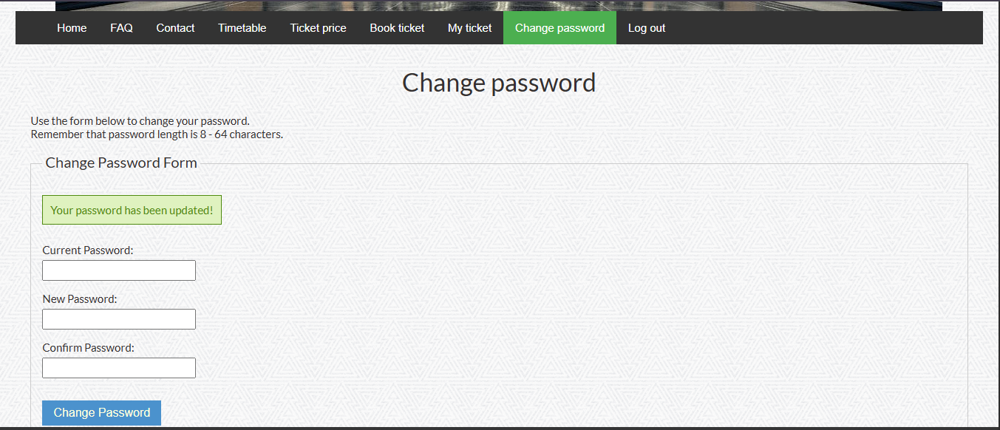 Home FAQ Contact Timetable Ticket price Book ticket My ticket Change password Log out
Change password
Use the form below to change your password.
Remember that password length is 8 - 64 characters.
Change Password Form
Your password has been updated!
Current Password:
New Password:
Confirm Password:
Change Password